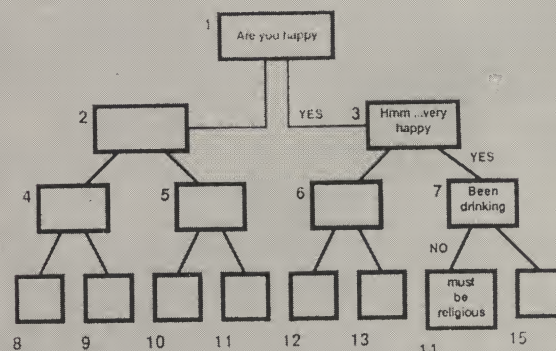 1
Are you happy
2
YES
3
Hmm ...very
happy
YES
4
5
6
7
Been
drinking
NO
must
be
religious
8
9
10
11
12
13
11
15